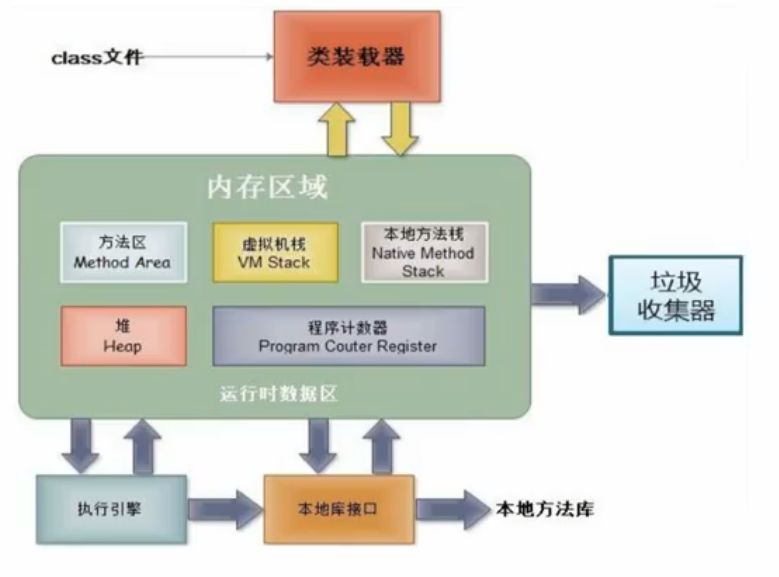 class文件
类装载器
内存区域
方法区
Method Area
虚拟机栈
VM Stack
本地方法栈
Native Method
Stack
堆
Heap
程序计数器
Program Couter Register
运行时数据区
垃圾
收集器
执行引擎
本地库接口
本地方法库